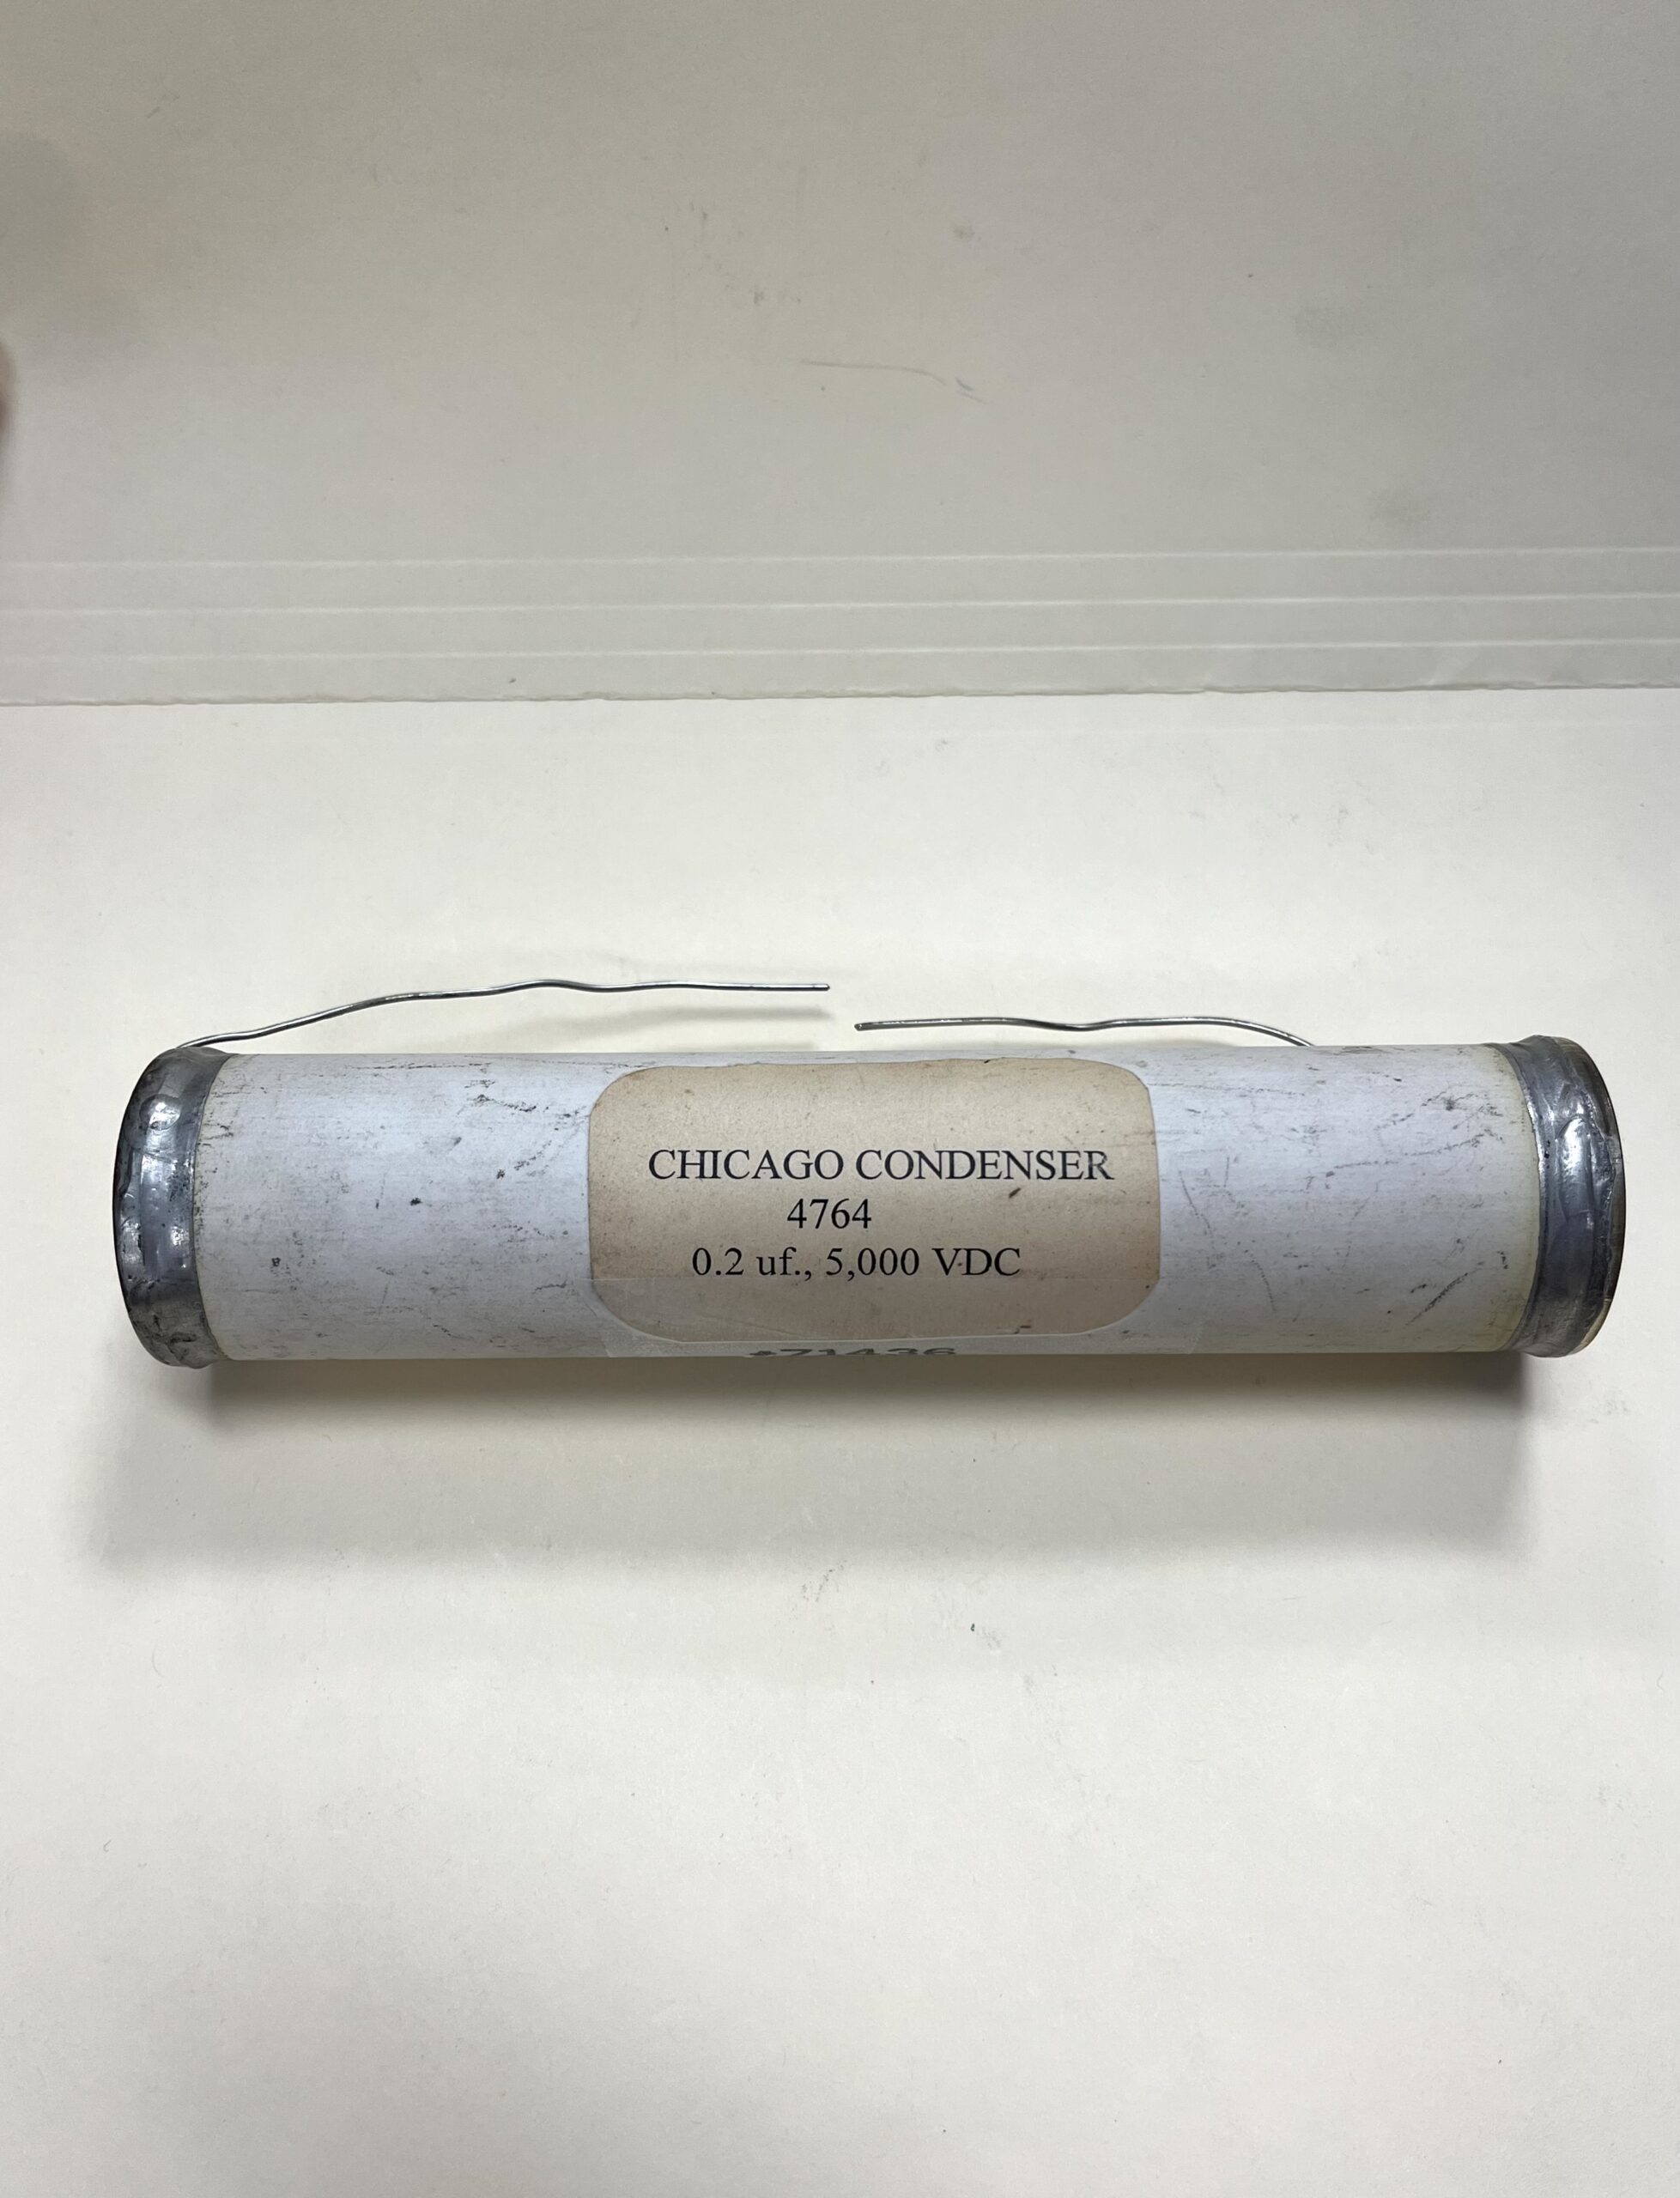 CHICAGO CONDENSER
4764
0.2 uf., 5,000 VDC